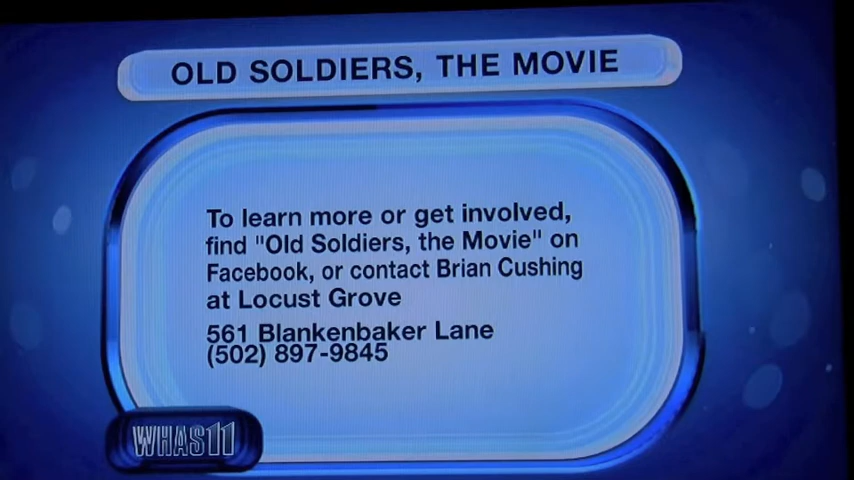 OLD SOLDIERS, THE MOVIE
To learn more or get involved,
find "Old Soldiers, the Movie" on
Facebook, or contact Brian Cushing
at Locust Grove
561 Blankenbaker Lane
(502) 897-9845
WHAS11